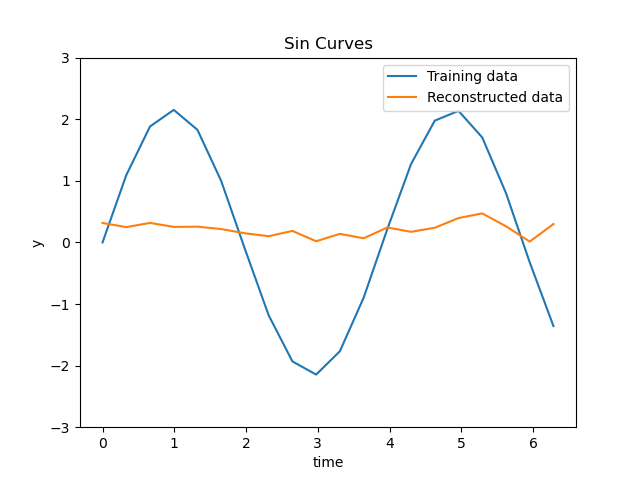 Sin Curves
Training data
Reconstructed data
3
2
1
0
−1
−2
−3
y
0 1 2 3 4 5 6
time